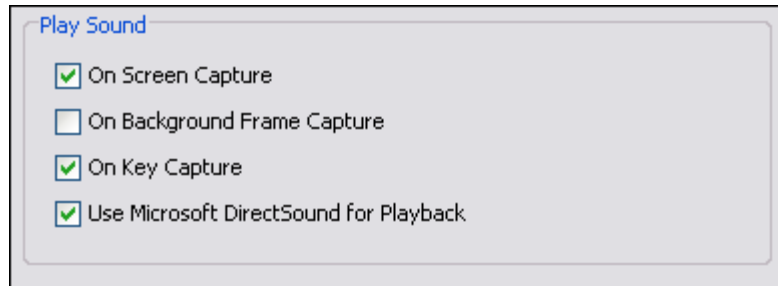 Play Sound
On Screen Capture
On Background Frame Capture
On Key Capture
Use Microsoft DirectSound for Playback